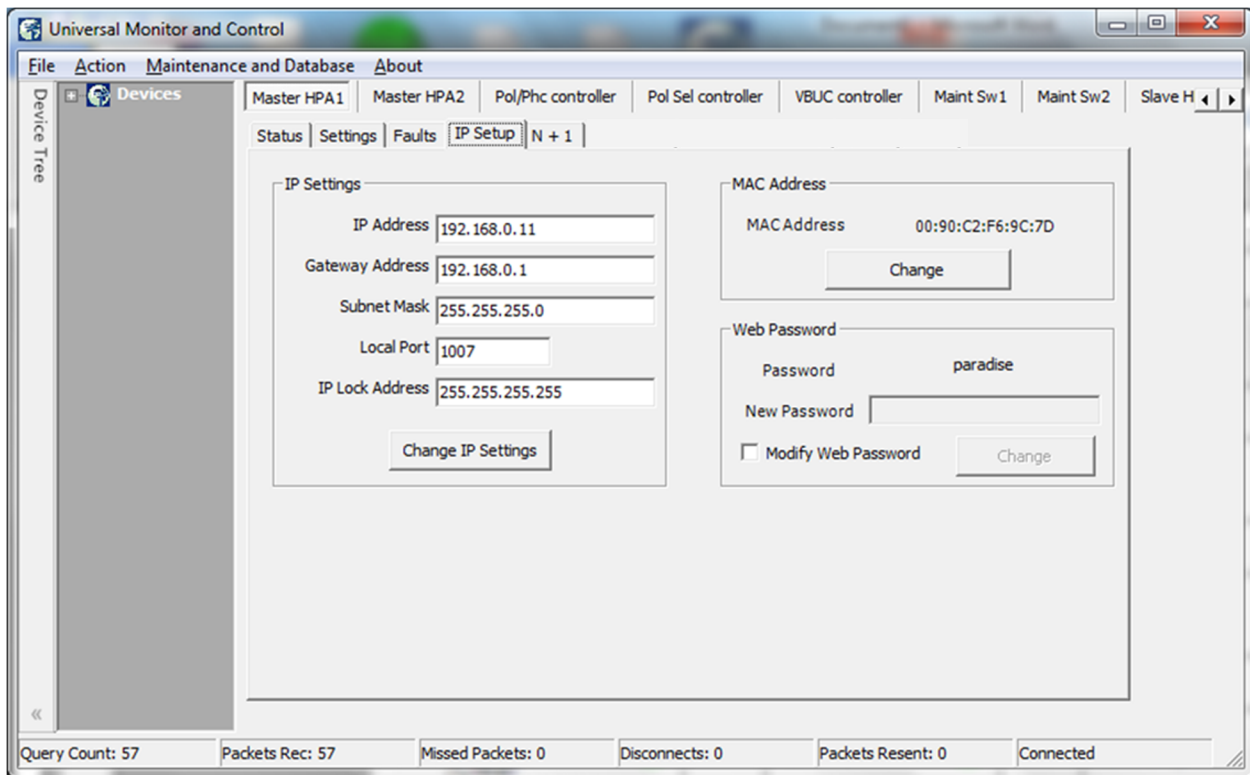 Universal Monitor and Control
File Action Maintenance and Database About
Device Tree
Devices
Master HPA1 Master HPA2 Pol/Phc controller Pol Sel controller VBUC controller Maint Sw1 Maint Sw2 Slave H
Status Settings Faults IP Setup N + 1
IP Settings
IP Address 192.168.0.11
Gateway Address 192.168.0.1
Subnet Mask 255.255.255.0
Local Port 1007
IP Lock Address 255.255.255.255
Change IP Settings
MAC Address
MAC Address 00:90:C2:F6:9C:7D
Change
Web Password
Password paradise
New Password
Modify Web Password Change
Query Count: 57 Packets Rec: 57 Missed Packets: 0 Disconnects: 0 Packets Resent: 0 Connected